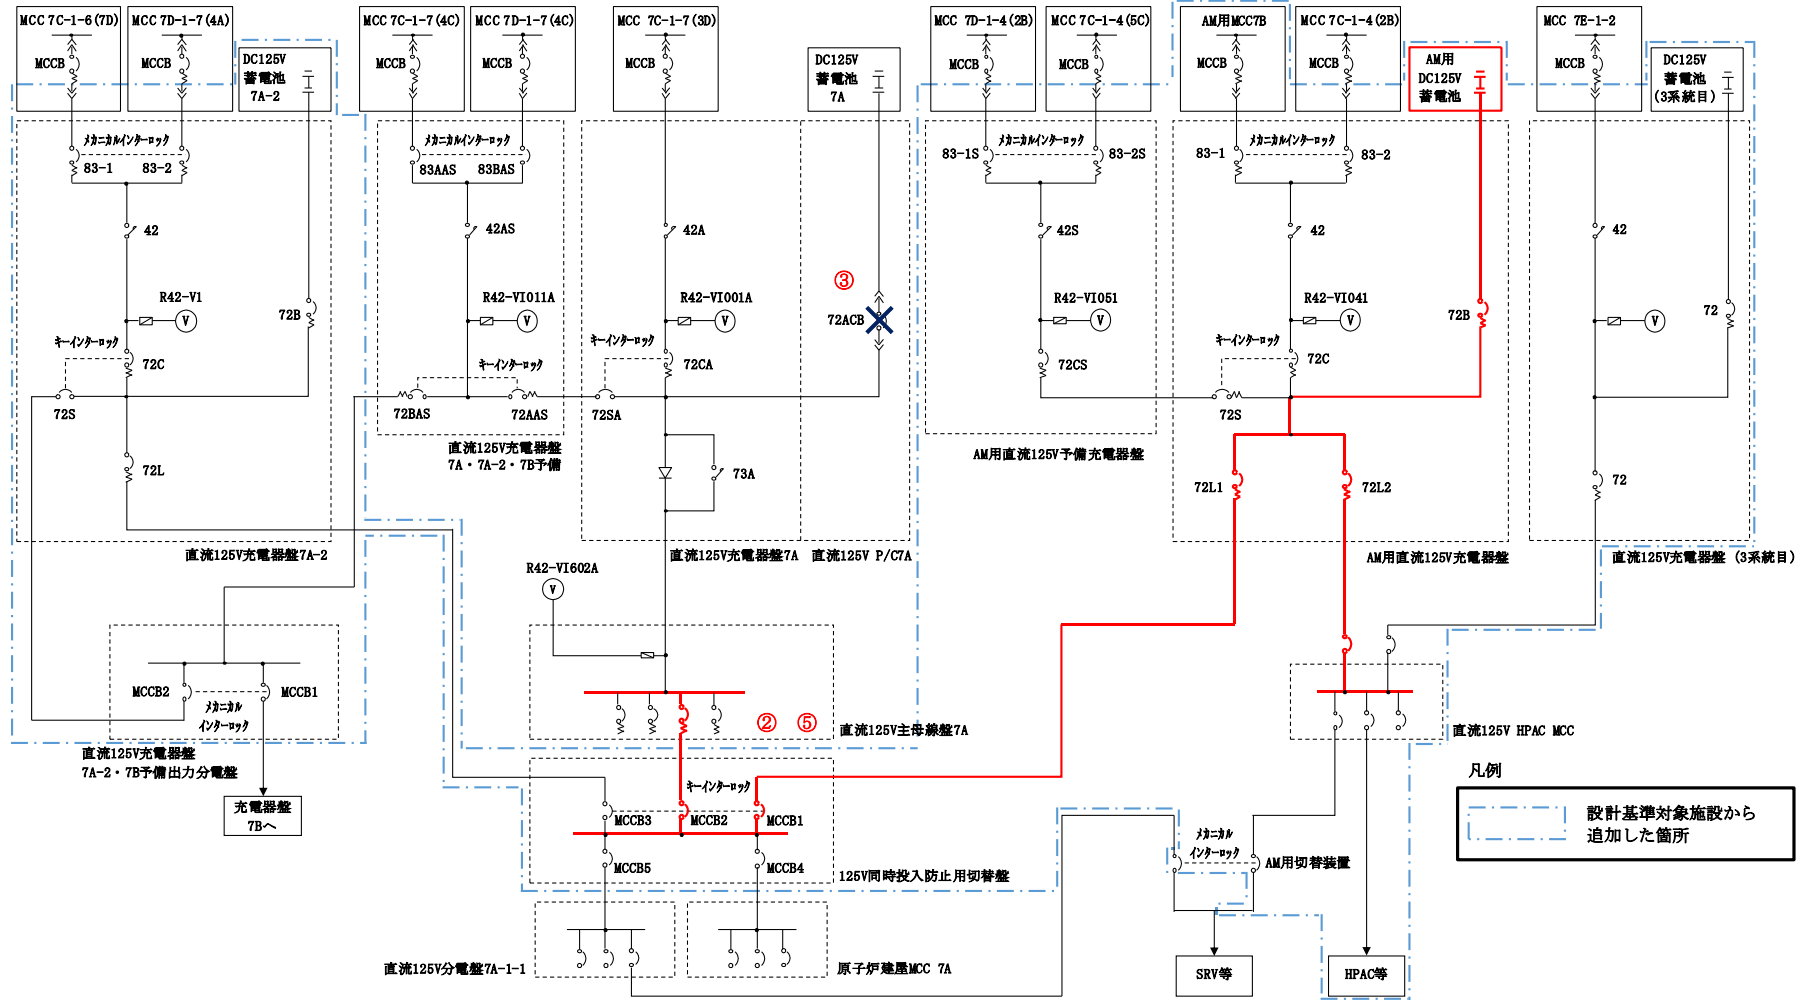 MCC 7C-1-6(7D)
MCC 7D-1-7(4A)
MCC 7C-1-7(4C)
MCC 7D-1-7(4C)
MCC 7C-1-7(3D)
MCC 7D-1-4(2B)
MCC 7C-1-4(5C)
AM用MCC7B
MCC 7C-1-4(2B)
MCC 7E-1-2
MCCB
MCCB
DC125V
蓄電池
7A-2
MCCB
MCCB
MCCB
DC125V
蓄電池
7A
MCCB
MCCB
MCCB
MCCB
AM用
DC125V
蓄電池
MCCB
DC125V
蓄電池
(3系統目)
メカニカルインターロック
83-1
83-2
メカニカルインターロック
83AAS
83BAS
メカニカルインターロック
83-1S
83-2S
メカニカルインターロック
83-1
83-2
42
42AS
42A
42S
42
42
③
R42-V1
V
R42-VI011A
V
R42-VI001A
V
72ACB
R42-VI051
V
R42-VI041
V
V
72B
72B
72
キーインターロック
72C
キーインターロック
キーインターロック
72CA
72CS
キーインターロック
72C
72S
72BAS
72AAS
72SA
72S
直流125V充電器盤
7A・7A-2・7B予備
AM用直流125V予備充電器盤
72L
73A
72L1
72L2
72
直流125V充電器盤7A-2
直流125V充電器盤7A
直流125V P/C7A
AM用直流125V充電器盤
直流125V充電器盤 (3系統目)
R42-VI602A
V
MCCB2
MCCB1
メカニカル
インターロック
② ⑤
直流125V主母線盤7A
直流125V HPAC MCC
直流125V充電器盤
7A-2・7B予備出力分電盤
充電器盤
7Bへ
キーインターロック
MCCB3
MCCB2
MCCB1
MCCB5
MCCB4
125V同時投入防止用切替盤
メカニカル
インターロック
AM用切替装置
凡例
設計基準対象施設から
追加した箇所
直流125V分電盤7A-1-1
原子炉建屋MCC 7A
SRV等
HPAC等